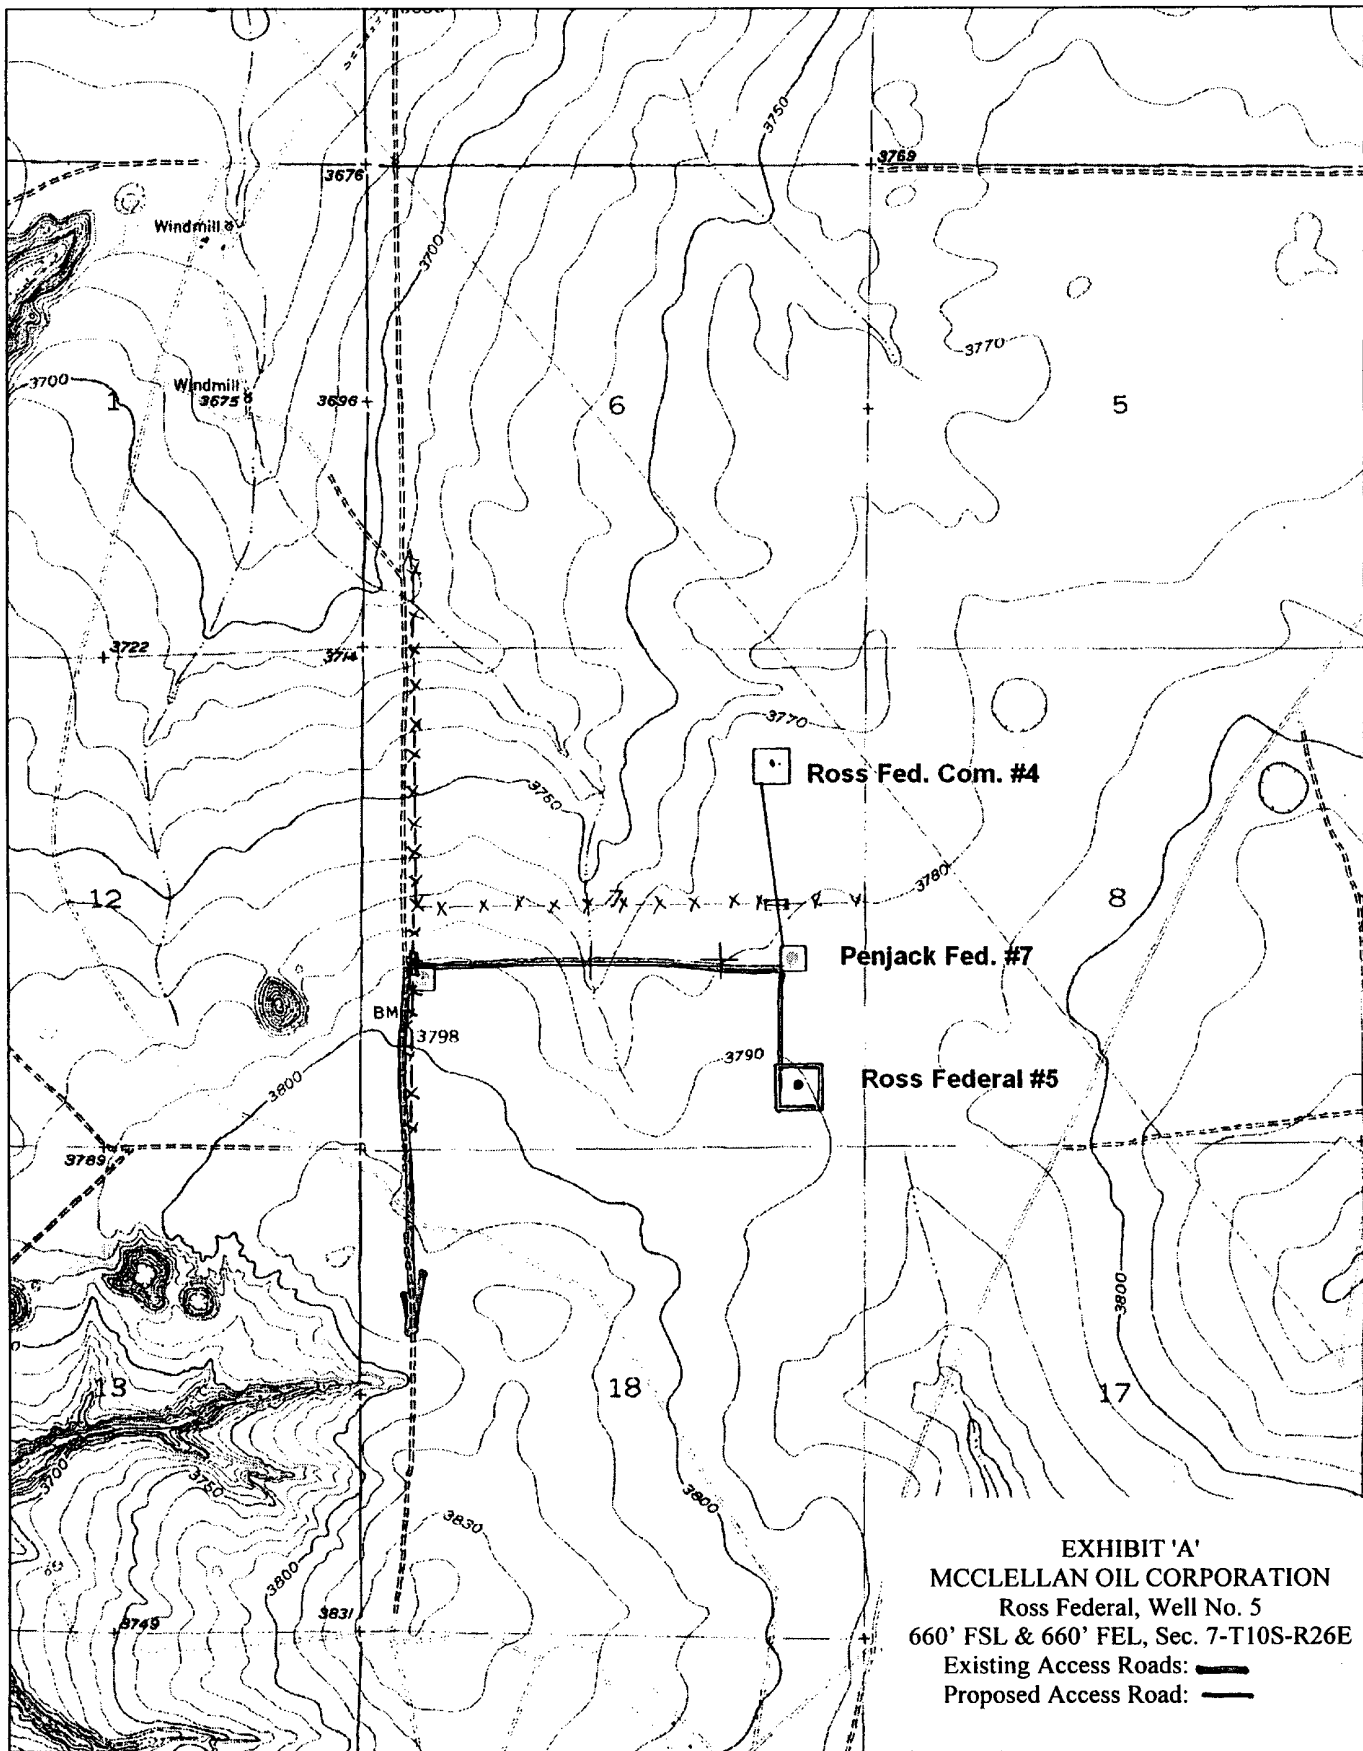 3750
3769
3676
Windmill
3700
3770
3700
1
Windmill
3675
3696
6
5
3722
3714
3770
Ross Fed. Com. #4
3750
3780
12
7
8
Penjack Fed. #7
BM
3798
3790
Ross Federal #5
3800
3789
3800
13
18
17
3700
3750
3800
3830
3800
3831
3749
EXHIBIT 'A'
MCCLELLAN OIL CORPORATION
Ross Federal, Well No. 5
660' FSL & 660' FEL, Sec. 7-T10S-R26E
Existing Access Roads:
Proposed Access Road: